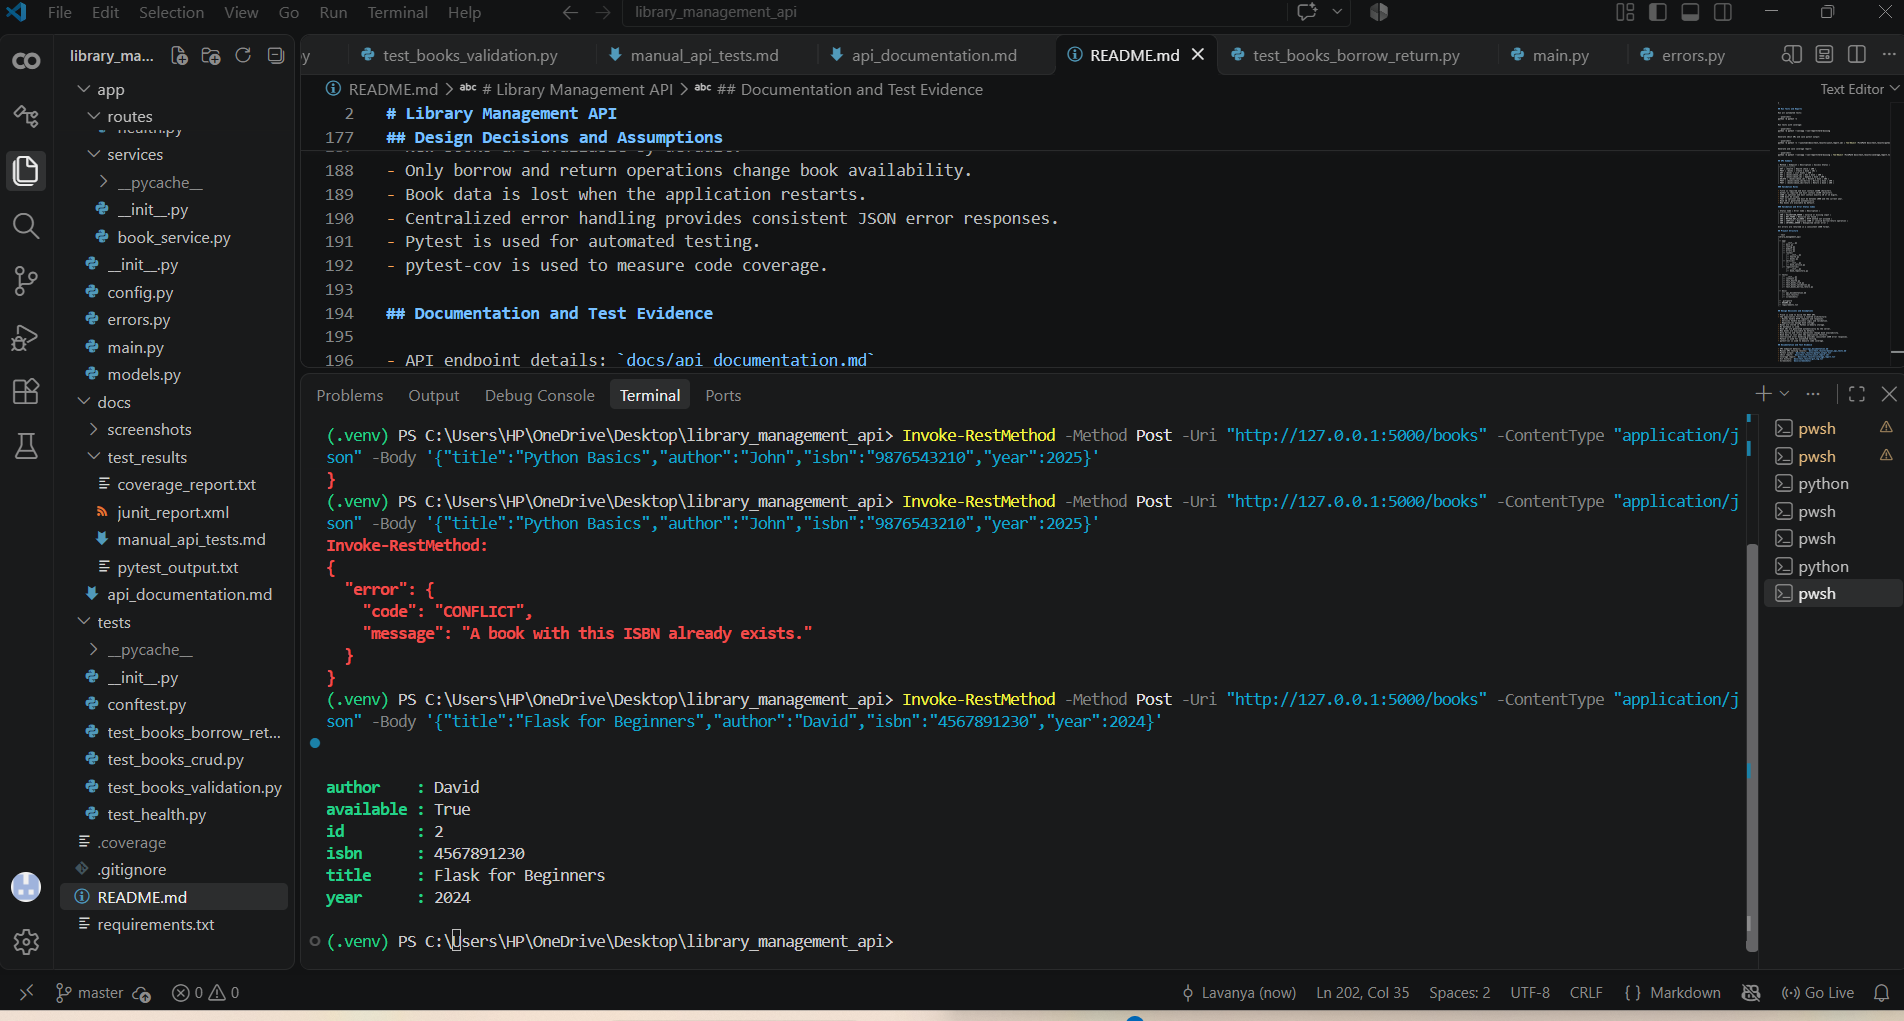 File Edit Selection View Go Run Terminal Help
library_management_api
library_ma...
app
routes
health.py
services
__pycache__
__init__.py
book_service.py
__init__.py
config.py
errors.py
main.py
models.py
docs
screenshots
test_results
coverage_report.txt
junit_report.xml
manual_api_tests.md
pytest_output.txt
api_documentation.md
tests
__pycache__
__init__.py
conftest.py
test_books_borrow_ret...
test_books_crud.py
test_books_validation.py
test_health.py
.coverage
.gitignore
README.md
requirements.txt
y test_books_validation.py manual_api_tests.md api_documentation.md README.md test_books_borrow_return.py main.py errors.py
README.md > abc # Library Management API > abc ## Documentation and Test Evidence
Text Editor
2 # Library Management API
177 ## Design Decisions and Assumptions
188 - Only borrow and return operations change book availability.
189 - Book data is lost when the application restarts.
190 - Centralized error handling provides consistent JSON error responses.
191 - Pytest is used for automated testing.
192 - pytest-cov is used to measure code coverage.
193
194 ## Documentation and Test Evidence
195
196 - API endpoint details: `docs/api_documentation.md`
Problems Output Debug Console Terminal Ports
(.venv) PS C:\Users\HP\OneDrive\Desktop\library_management_api> Invoke-RestMethod -Method Post -Uri "http://127.0.0.1:5000/books" -ContentType "application/j
son" -Body '{"title":"Python Basics","author":"John","isbn":"9876543210","year":2025}'
}
(.venv) PS C:\Users\HP\OneDrive\Desktop\library_management_api> Invoke-RestMethod -Method Post -Uri "http://127.0.0.1:5000/books" -ContentType "application/j
son" -Body '{"title":"Python Basics","author":"John","isbn":"9876543210","year":2025}'
Invoke-RestMethod:
{
"error": {
"code": "CONFLICT",
"message": "A book with this ISBN already exists."
}
}
(.venv) PS C:\Users\HP\OneDrive\Desktop\library_management_api> Invoke-RestMethod -Method Post -Uri "http://127.0.0.1:5000/books" -ContentType "application/j
son" -Body '{"title":"Flask for Beginners","author":"David","isbn":"4567891230","year":2024}'
author : David
available : True
id : 2
isbn : 4567891230
title : Flask for Beginners
year : 2024
(.venv) PS C:\Users\HP\OneDrive\Desktop\library_management_api>
pwsh
pwsh
python
pwsh
pwsh
python
pwsh
master 0 0 Lavanya (now) Ln 202, Col 35 Spaces: 2 UTF-8 CRLF { } Markdown Go Live